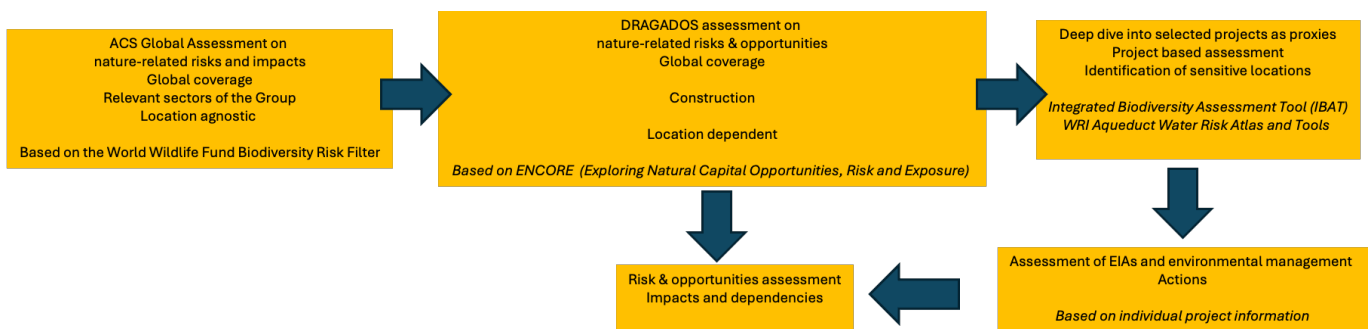 ACS Global Assessment on
nature-related risks and impacts
Global coverage
Relevant sectors of the Group
Location agnostic
Based on the World Wildlife Fund Biodiversity Risk Filter
DRAGADOS assessment on
nature-related risks & opportunities
Global coverage
Construction
Location dependent
Based on ENCORE (Exploring Natural Capital Opportunities, Risk and Exposure)
Deep dive into selected projects as proxies
Project based assessment
Identification of sensitive locations
Integrated Biodiversity Assessment Tool (IBAT)
WRI Aqueduct Water Risk Atlas and Tools
Risk & opportunities assessment
Impacts and dependencies
Assessment of EIAs and environmental management
Actions
Based on individual project information